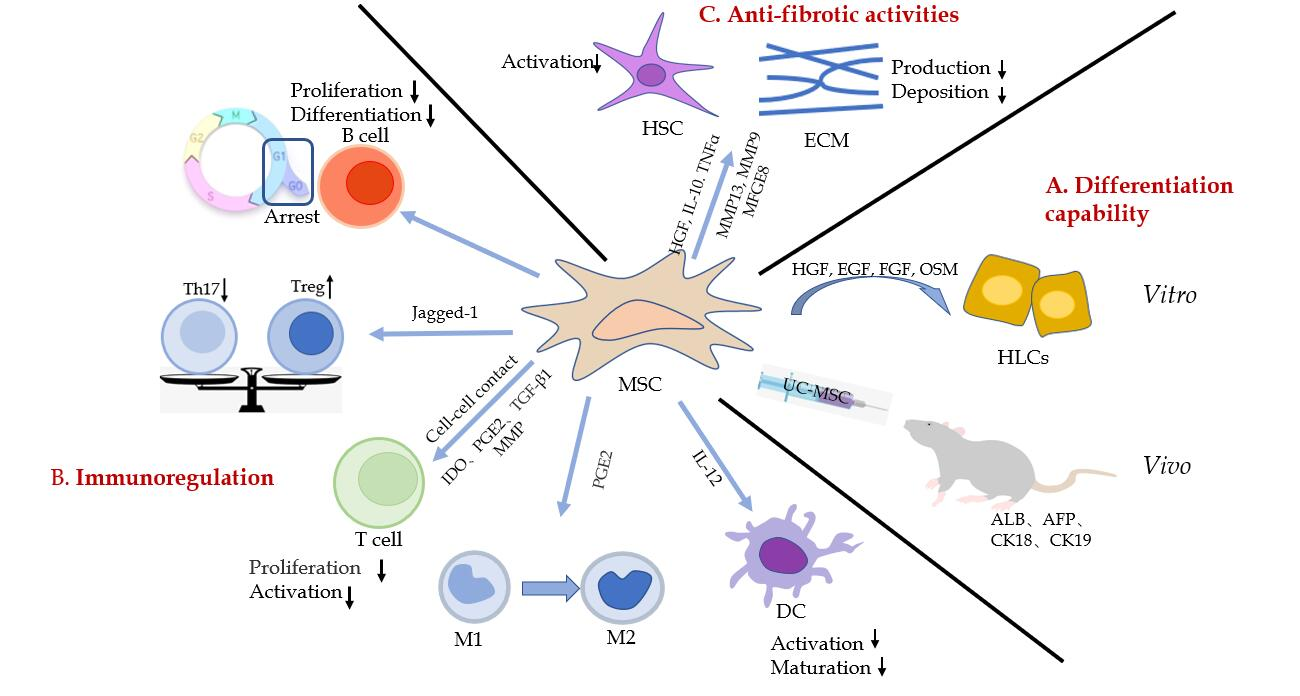 C. Anti-fibrotic activities
Activation
HSC
Production
Deposition
ECM
HGF, IL-10. TNFα
MMP13, MMP9
MFGE8
A. Differentiation
capability
HGF, EGF, FGF, OSM
HLCs
Vitro
UC-MSC
Vivo
ALB、AFP、
CK18、CK19
MSC
Proliferation
Differentiation
B cell
M
G2
G1
G0
S
Arrest
Th17
Treg
Jagged-1
B. Immunoregulation
Cell-cell contact
IDO、PGE2、TGF-β1
MMP
T cell
Proliferation
Activation
PGE2
M1
M2
IL-12
DC
Activation
Maturation